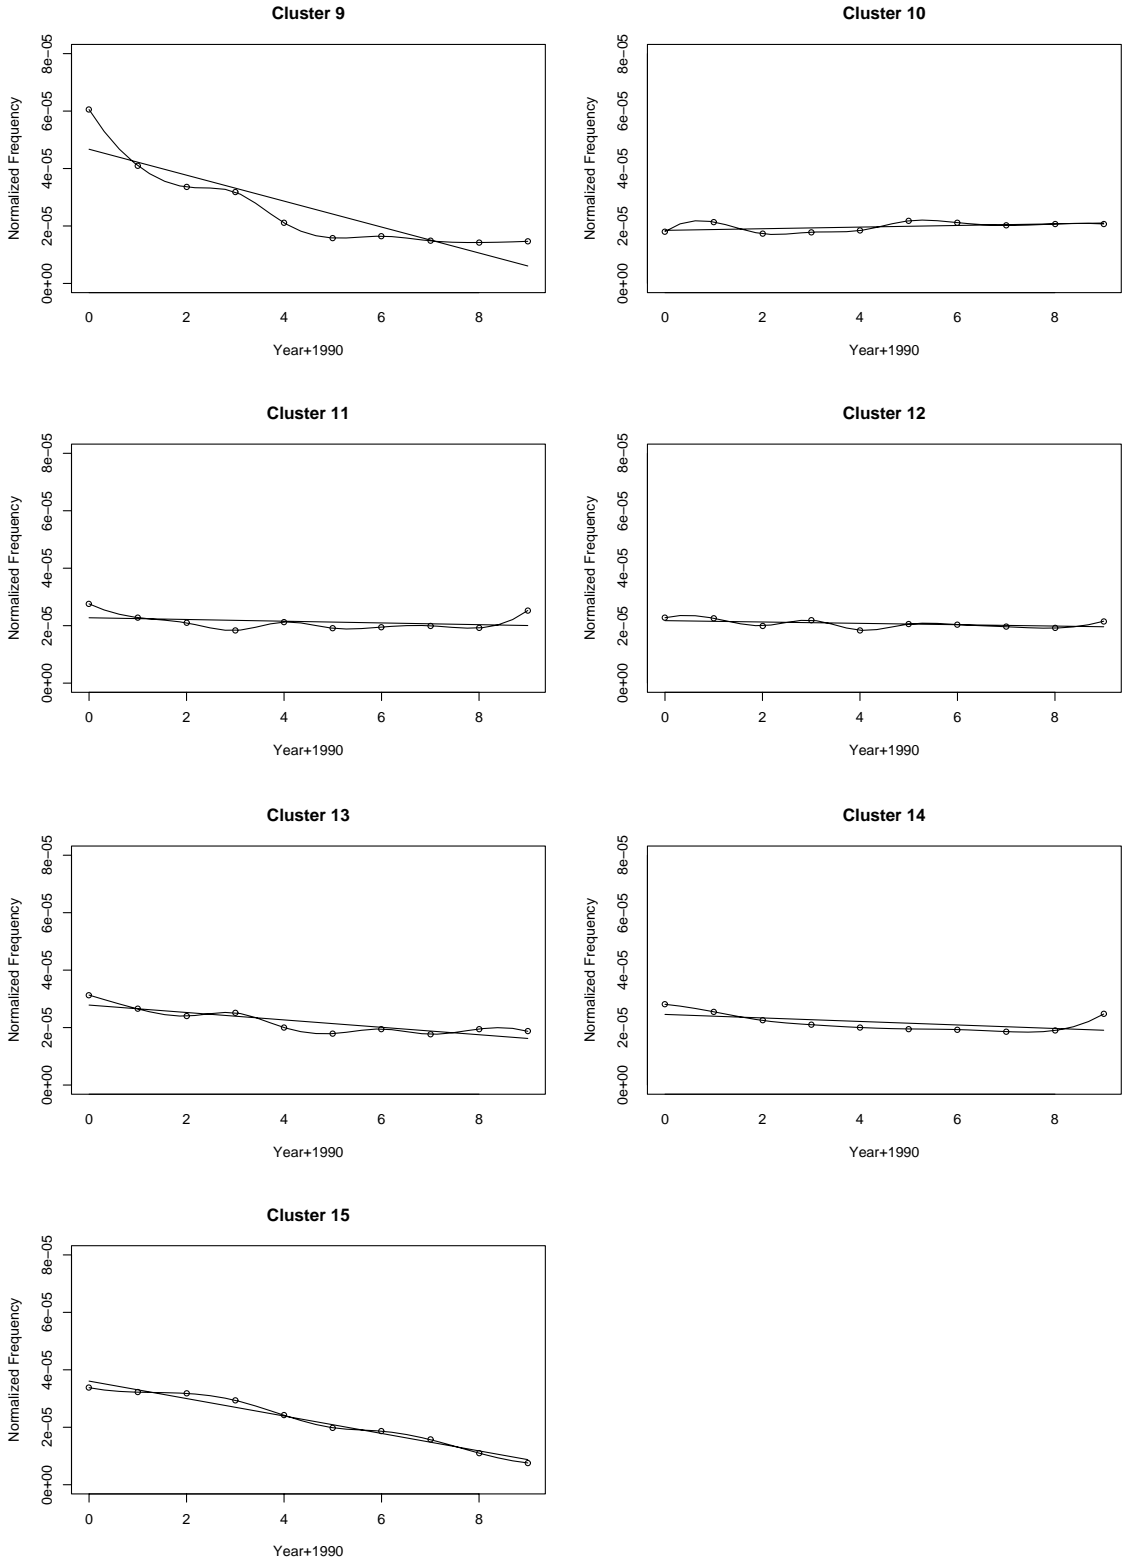 Cluster 9
Normalized Frequency
8e−05
6e−05
4e−05
2e−05
0e+00
0 2 4 6 8
Year+1990
Cluster 10
Normalized Frequency
8e−05
6e−05
4e−05
2e−05
0e+00
0 2 4 6 8
Year+1990
Cluster 11
Normalized Frequency
8e−05
6e−05
4e−05
2e−05
0e+00
0 2 4 6 8
Year+1990
Cluster 12
Normalized Frequency
8e−05
6e−05
4e−05
2e−05
0e+00
0 2 4 6 8
Year+1990
Cluster 13
Normalized Frequency
8e−05
6e−05
4e−05
2e−05
0e+00
0 2 4 6 8
Year+1990
Cluster 14
Normalized Frequency
8e−05
6e−05
4e−05
2e−05
0e+00
0 2 4 6 8
Year+1990
Cluster 15
Normalized Frequency
8e−05
6e−05
4e−05
2e−05
0e+00
0 2 4 6 8
Year+1990